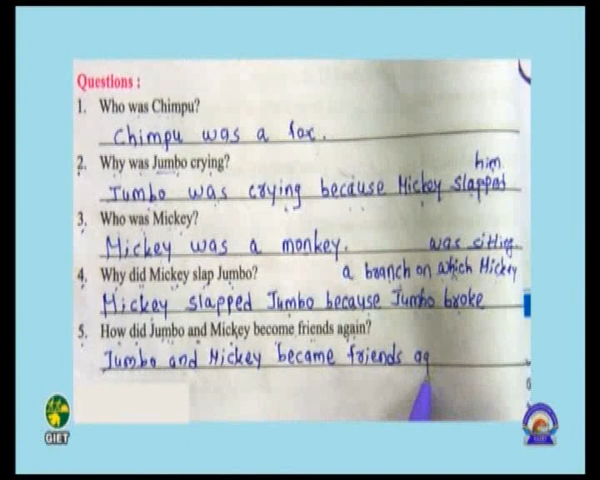 Questions :
1. Who was Chimpu?
Chimpu was a fox.
2. Why was Jumbo crying?
him
Jumbo was crying because Mickey slapped
3. Who was Mickey?
Mickey was a monkey.
was sitting
4. Why did Mickey slap Jumbo?
a branch on which Mickey
Mickey slapped Jumbo because Jumbo broke
5. How did Jumbo and Mickey become friends again?
Jumbo and Mickey became friends ag
GIET